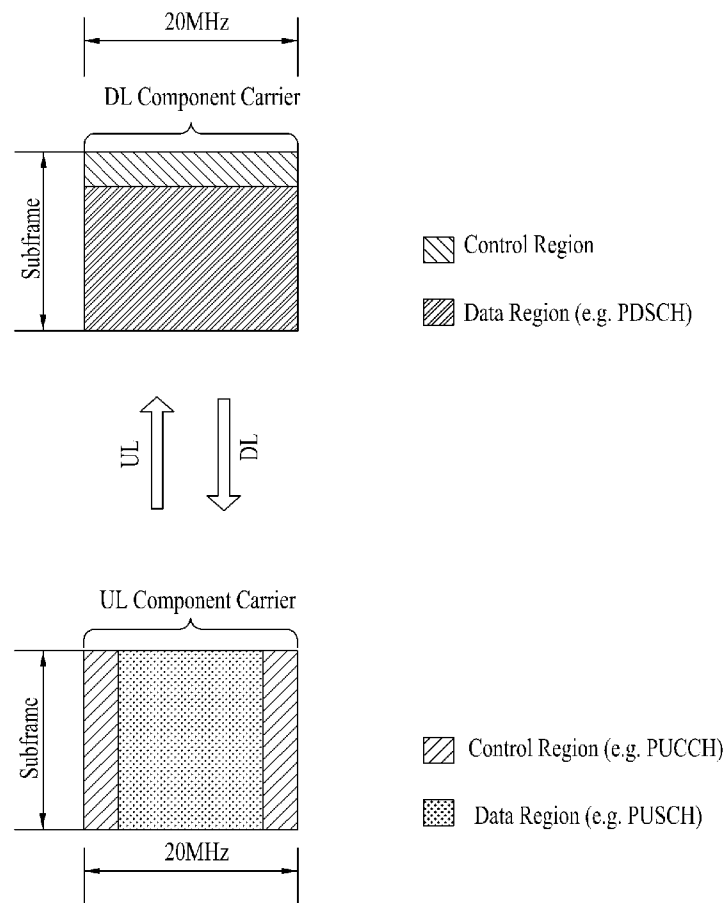 20MHz
DL Component Carrier
Subframe
Control Region
Data Region (e.g. PDSCH)
UL
DL
UL Component Carrier
Subframe
Control Region (e.g. PUCCH)
Data Region (e.g. PUSCH)
20MHz